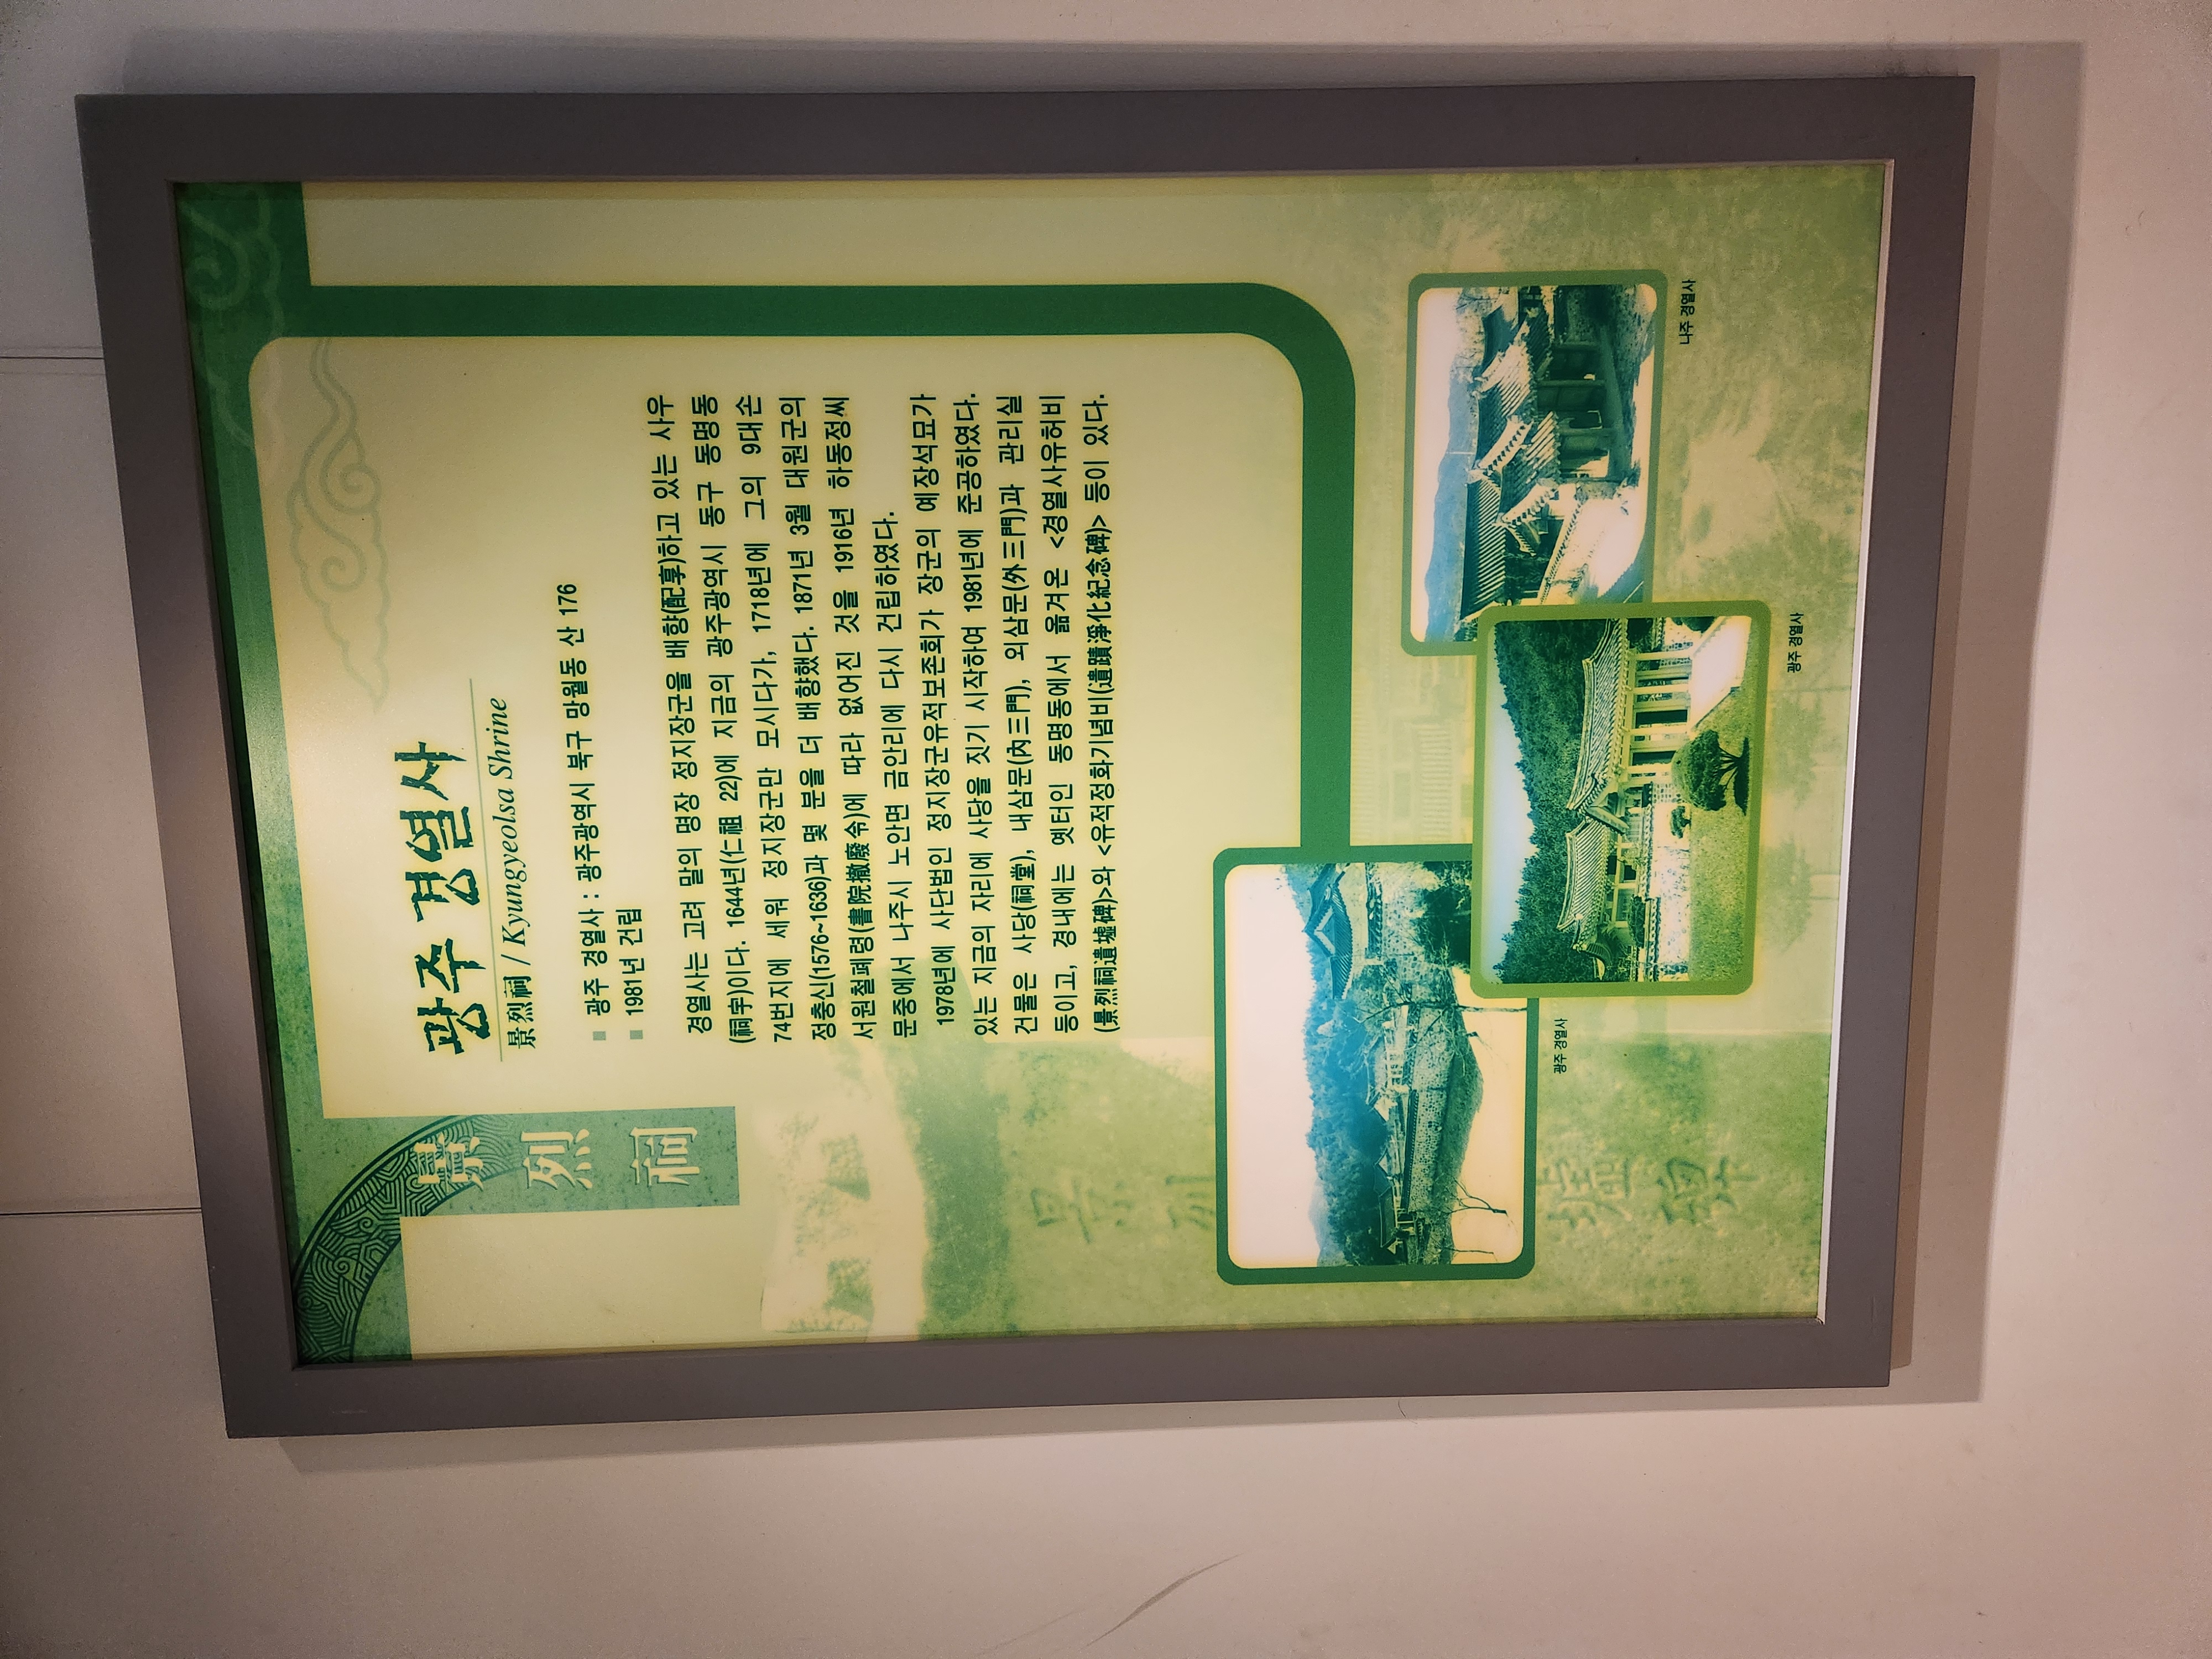 景烈祠
광주 경열사
景烈祠 / Kyungyeolsa Shrine
광주 경열사 : 광주광역시 북구 망월동 산 176
1981년 건립
경열사는 고려 말의 명장 정지장군을 배향(配享)하고 있는 사우
(祠宇)이다. 1644년(仁祖 22)에 지금의 광주광역시 동구 동명동
74번지에 세워 정지장군만 모시다가, 1718년에 그의 9대손
정충신(1576~1636)과 몇 분을 더 배향했다. 1871년 3월 대원군의
서원철폐령(書院撤廢令)에 따라 없어진 것을 1916년 하동정씨
문중에서 나주시 노안면 금안리에 다시 건립하였다.
1978년에 사단법인 정지장군유적보존회가 장군의 예장석묘가
있는 지금의 자리에 사당을 짓기 시작하여 1981년에 준공하였다.
건물은 사당(祠堂), 내삼문(內三門), 외삼문(外三門)과 관리실
등이고, 경내에는 옛터인 동명동에서 옮겨온 <경열사유허비
(景烈祠遺墟碑)>와 <유적정화기념비(遺蹟淨化紀念碑)> 등이 있다.
광주 경열사
광주 경열사
나주 경열사
景
烈
墟
碑